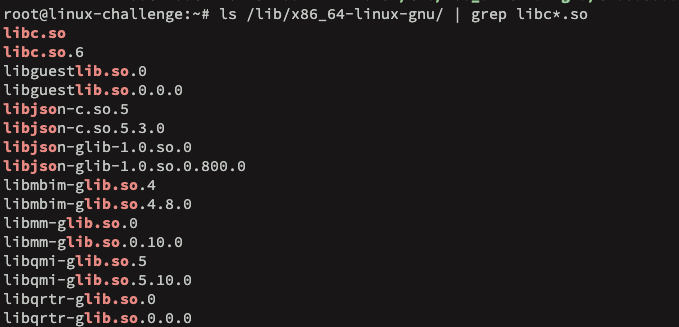 root@linux-challenge:~# ls /lib/x86_64-linux-gnu/ | grep libc*.so
libc.so
libc.so.6
libguestlib.so.0
libguestlib.so.0.0.0
libjson-c.so.5
libjson-c.so.5.3.0
libjson-glib-1.0.so.0
libjson-glib-1.0.so.0.800.0
libmbim-glib.so.4
libmbim-glib.so.4.8.0
libmm-glib.so.0
libmm-glib.so.0.10.0
libqmi-glib.so.5
libqmi-glib.so.5.10.0
libqrtr-glib.so.0
libqrtr-glib.so.0.0.0